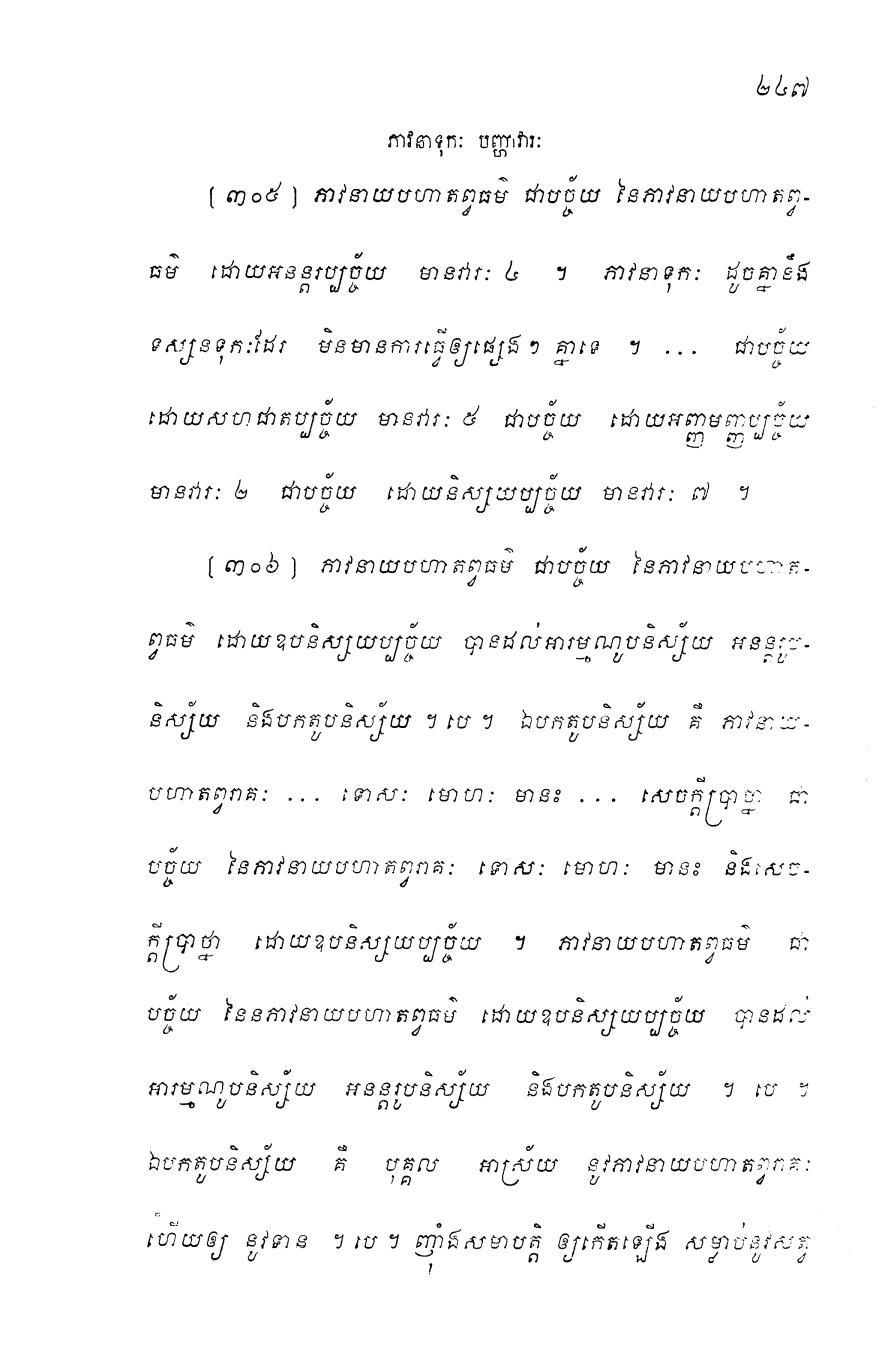 ២៤៧
ភាវនាទុកៈ បញ្ហាវារៈ
[ ៣០៥ ] ភាវនាយបហាតព្វធម៌ ជាបច្ច័យ នៃភាវនាយបហាតព្វ-
ធម៌ ដោយអនន្តរប្បច្ច័យ មានវារៈ ៤ ។ ភាវនាទុកៈ ដូចគ្នានឹង
ទស្សនទុកៈដែរ មិនមានការធ្វើឲ្យផ្សេងៗ គ្នាទេ ។ ... ជាបច្ច័យ
ដោយសហជាតប្បច្ច័យ មានវារៈ ៥ ជាបច្ច័យ ដោយអញ្ញមញ្ញប្បច្ច័យ
មានវារៈ ២ ជាបច្ច័យ ដោយនិស្សយប្បច្ច័យ មានវារៈ ៧ ។
[ ៣០៦ ] ភាវនាយបហាតព្វធម៌ ជាបច្ច័យ នៃភាវនាយបហាត-
ព្វធម៌ ដោយឧបនិស្សយប្បច្ច័យ បានដល់អារម្មណូបនិស្ស័យ អនន្តរូប-
និស្ស័យ និងបកតូបនិស្ស័យ ។ បេ ។ ឯបកតូបនិស្ស័យ គឺ ភាវនាយ-
បហាតព្វរាគៈ ... ទោសៈ មោហៈ មានះ ... សេចក្តីប្រាថ្នា ជា
បច្ច័យ នៃភាវនាយបហាតព្វរាគៈ ទោសៈ មោហៈ មានះ និងសេច-
ក្តីប្រាថ្នា ដោយឧបនិស្សយប្បច្ច័យ ។ ភាវនាយបហាតព្វធម៌ ជា
បច្ច័យ នៃនភាវនាយបហាតព្វធម៌ ដោយឧបនិស្សយប្បច្ច័យ បានដល់
អារម្មណូបនិស្ស័យ អនន្តរូបនិស្ស័យ និងបកតូបនិស្ស័យ ។ បេ ។
ឯបកតូបនិស្ស័យ គឺ បុគ្គល អាស្រ័យ នូវភាវនាយបហាតព្វរាគៈ
ហើយឲ្យ នូវទាន ។ បេ ។ ញ៉ាំងសមាបត្តិ ឲ្យកើតឡើង សម្លាប់នូវសត្វ